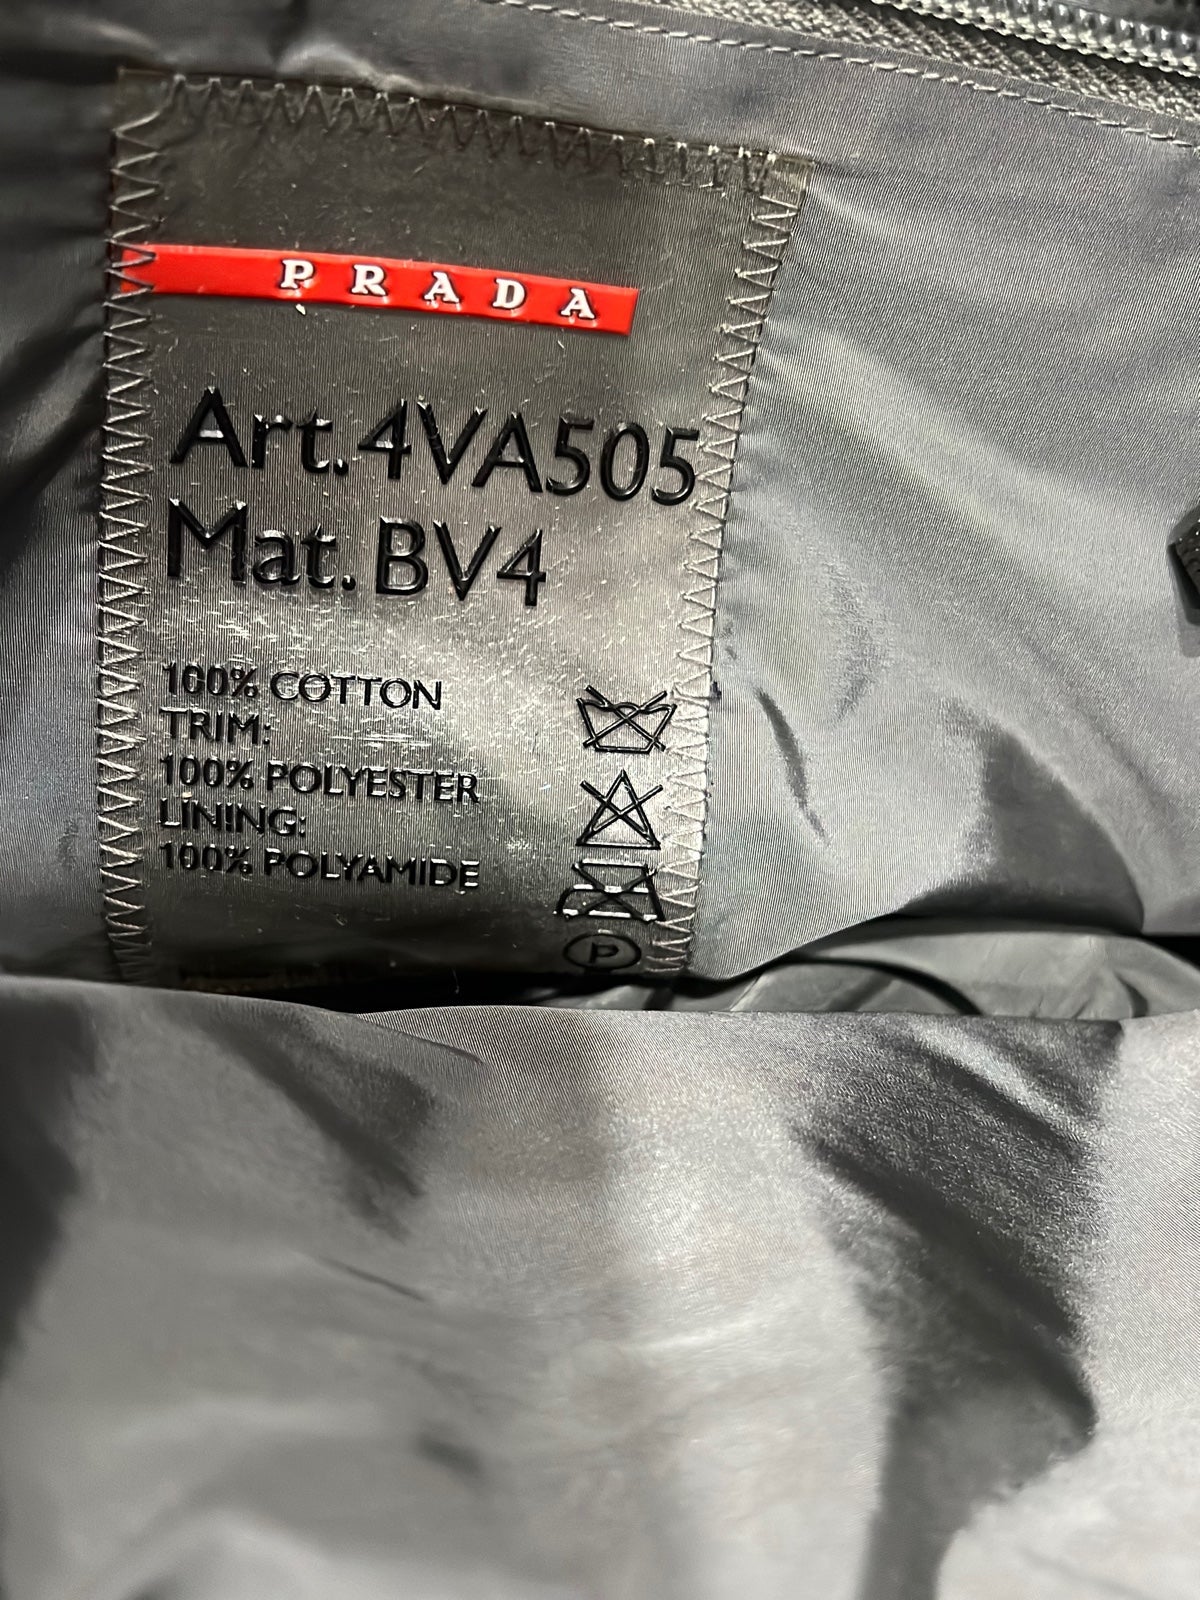 PRADA
Art. 4VA505
Mat. BV4
100% COTTON
TRIM:
100% POLYESTER
LINING:
100% POLYAMIDE
P